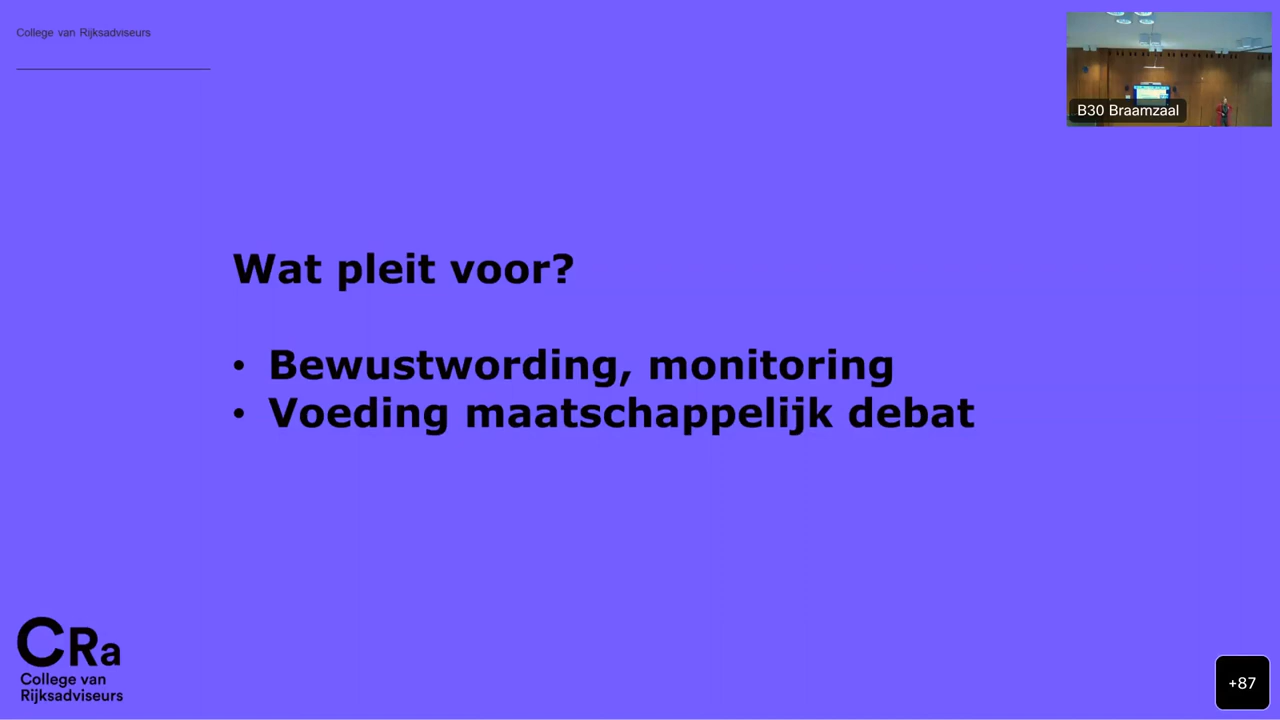 College van Rijksadviseurs
B30 Braamzaal
Wat pleit voor?
• Bewustwording, monitoring
• Voeding maatschappelijk debat
CRa
College van
Rijksadviseurs
+87